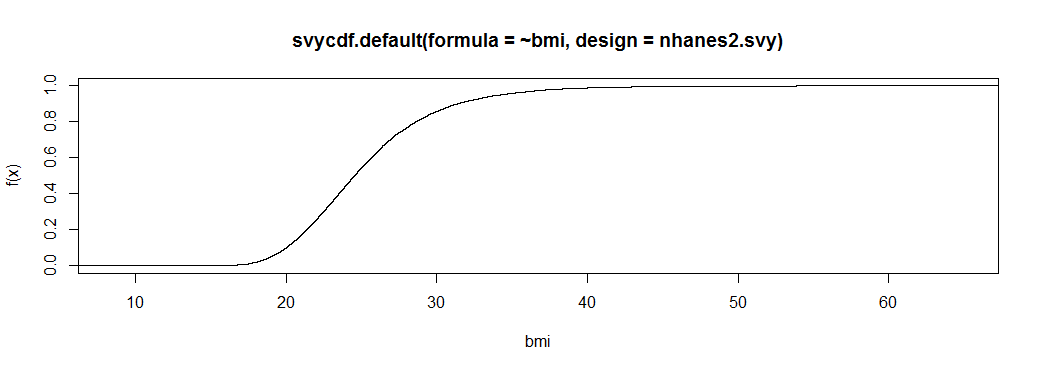 svycdf.default(formula = ~bmi, design = nhanes2.svy)
f(x)
1.0
0.8
0.6
0.4
0.2
0.0
10 20 30 40 50 60
bmi